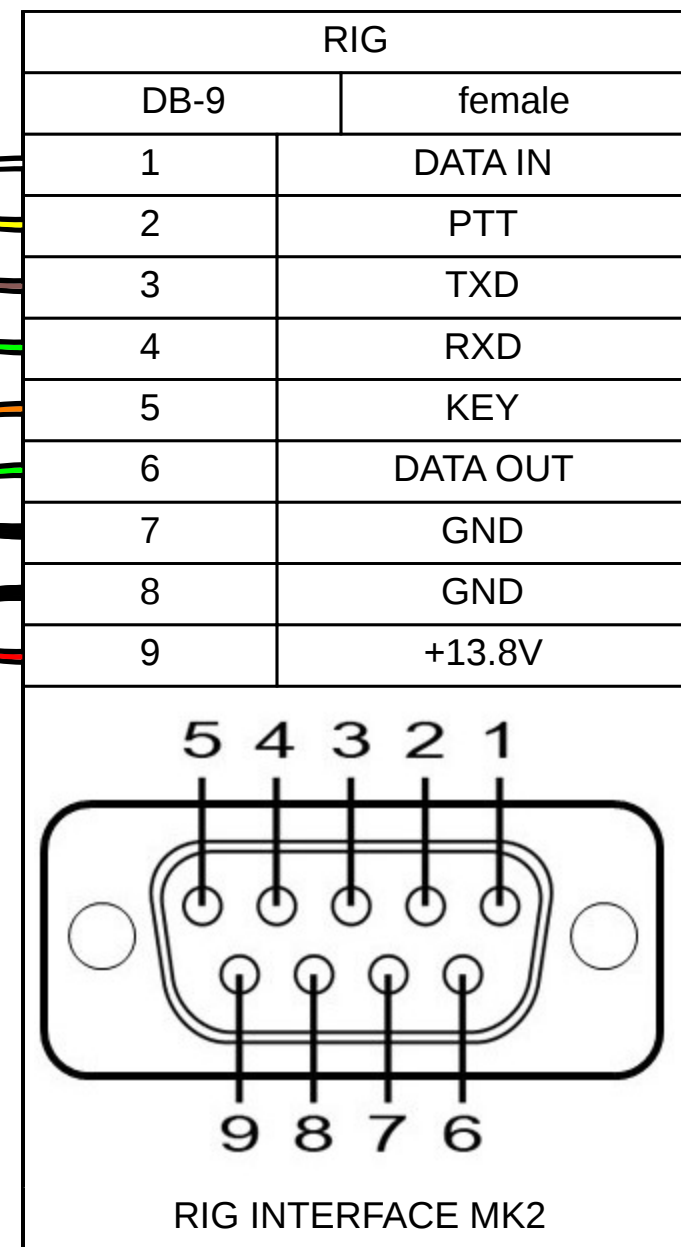 RIG
DB-9 female
1 DATA IN
2 PTT
3 TXD
4 RXD
5 KEY
6 DATA OUT
7 GND
8 GND
9 +13.8V
5 4 3 2 1
9 8 7 6
RIG INTERFACE MK2